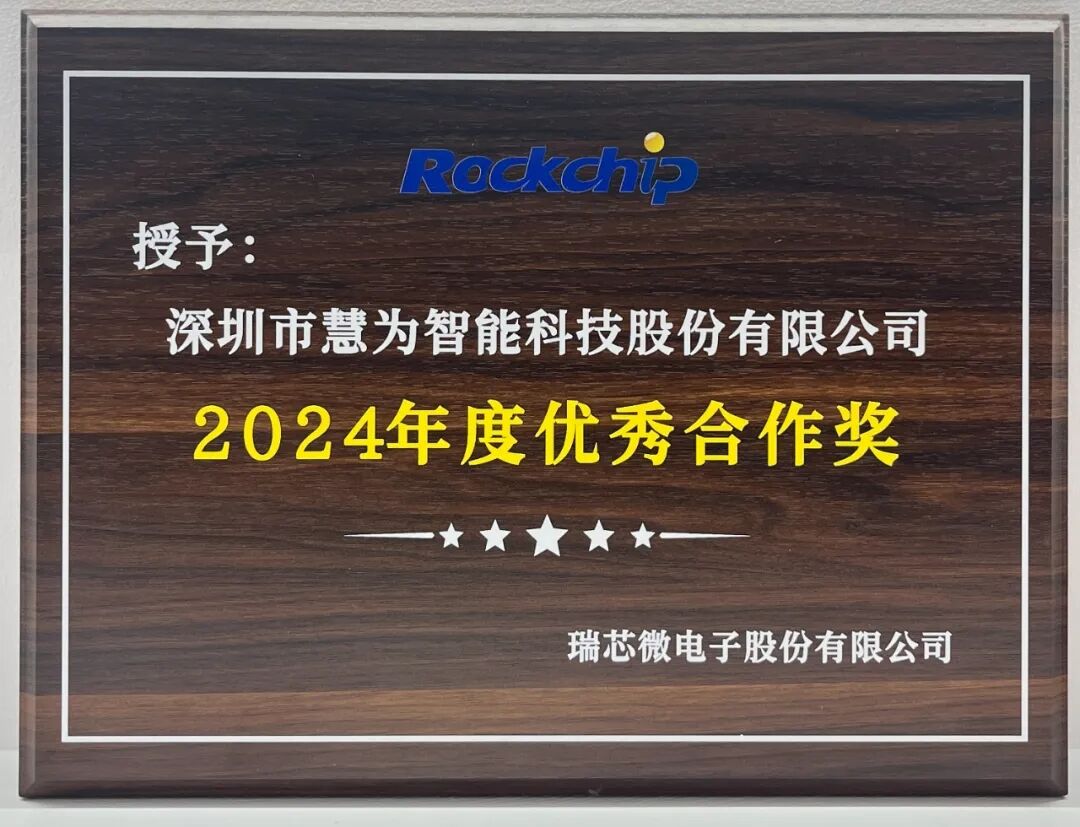 Rockchip
授予：
深圳市慧为智能科技股份有限公司
2024年度优秀合作奖
瑞芯微电子股份有限公司